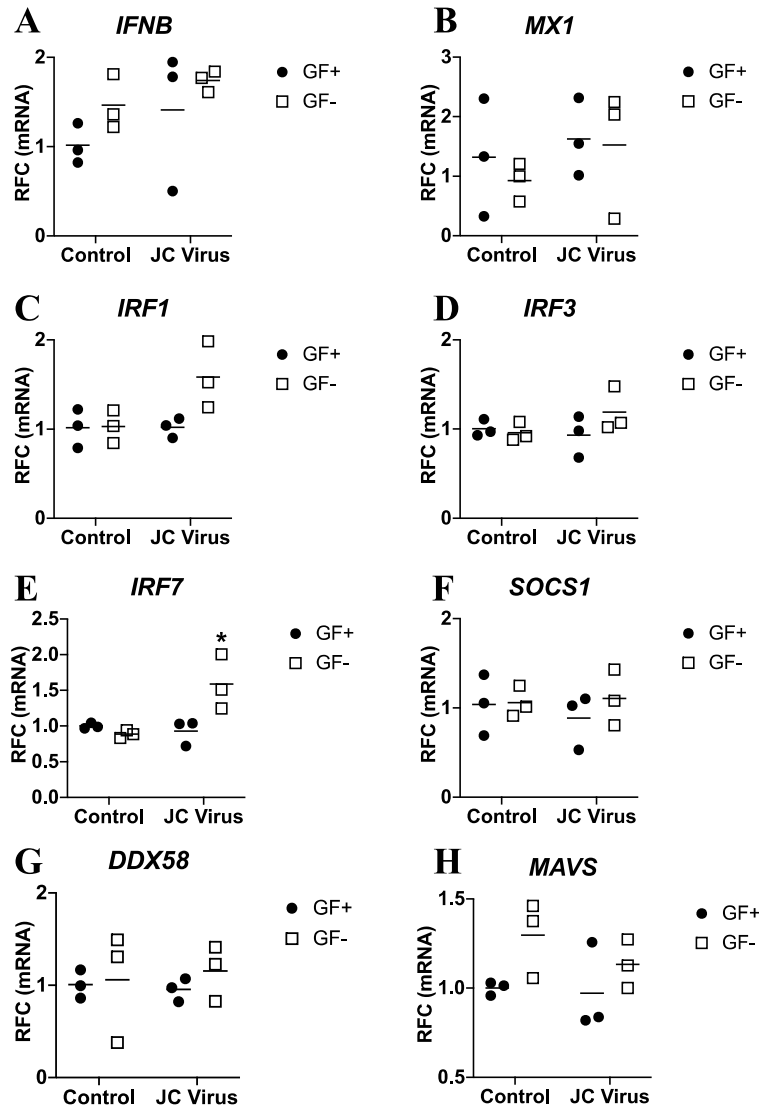 A IFNB
2
1
0
RFC (mRNA)
Control JC Virus
GF+
GF-
B MX1
3
2
1
0
RFC (mRNA)
Control JC Virus
GF+
GF-
C IRF1
2
1
0
RFC (mRNA)
Control JC Virus
GF+
GF-
D IRF3
2
1
0
RFC (mRNA)
Control JC Virus
GF+
GF-
E IRF7
2.5
2.0
1.5
1.0
0.5
0.0
RFC (mRNA)
*
Control JC Virus
GF+
GF-
F SOCS1
2
1
0
RFC (mRNA)
Control JC Virus
GF+
GF-
G DDX58
2
1
0
RFC (mRNA)
Control JC Virus
GF+
GF-
H MAVS
1.5
1.0
0.5
RFC (mRNA)
Control JC Virus
GF+
GF-